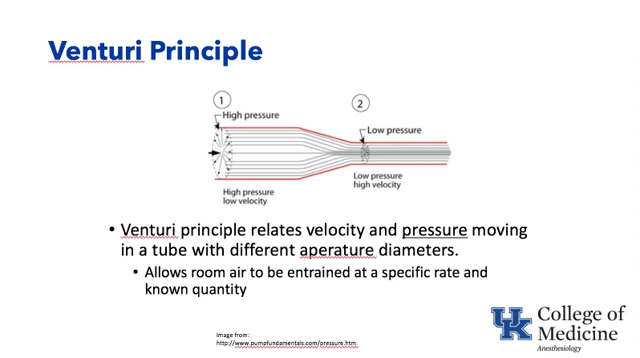 Venturi Principle
1
2
High pressure
Low pressure
High pressure
low velocity
Low pressure
high velocity
• Venturi principle relates velocity and pressure moving
in a tube with different aperature diameters.
• Allows room air to be entrained at a specific rate and
known quantity
Image from:
http://www.pumpfundamentals.com/pressure.htm
UK College of
Medicine
Anesthesiology